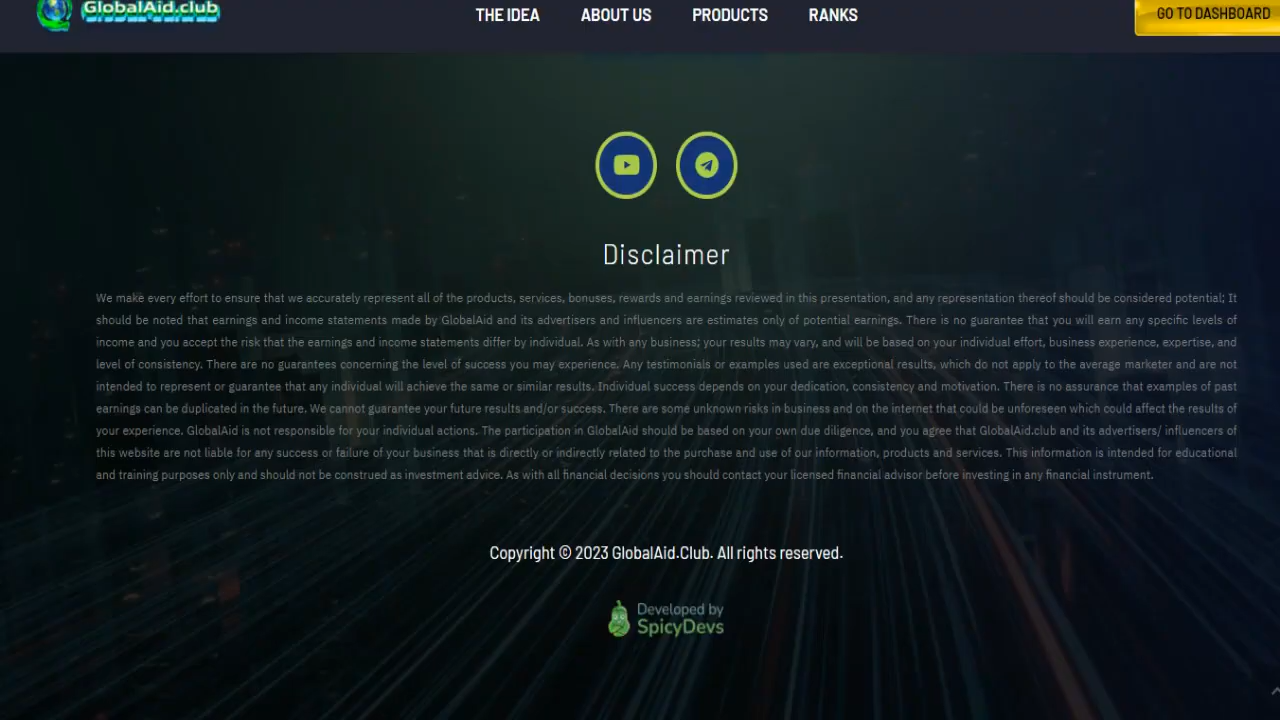 GlobalAid.club
THE IDEA ABOUT US PRODUCTS RANKS
GO TO DASHBOARD
Disclaimer
We make every effort to ensure that we accurately represent all of the products, services, bonuses, rewards and earnings reviewed in this presentation, and any representation thereof should be considered potential; It
should be noted that earnings and income statements made by GlobalAid and its advertisers and influencers are estimates only of potential earnings. There is no guarantee that you will earn any specific levels of
income and you accept the risk that the earnings and income statements differ by individual. As with any business; your results may vary, and will be based on your individual effort, business experience, expertise, and
level of consistency. There are no guarantees concerning the level of success you may experience. Any testimonials or examples used are exceptional results, which do not apply to the average marketer and are not
intended to represent or guarantee that any individual will achieve the same or similar results. Individual success depends on your dedication, consistency and motivation. There is no assurance that examples of past
earnings can be duplicated in the future. We cannot guarantee your future results and/or success. There are some unknown risks in business and on the internet that could be unforeseen which could affect the results of
your experience. GlobalAid is not responsible for your individual actions. The participation in GlobalAid should be based on your own due diligence, and you agree that GlobalAid.club and its advertisers/ influencers of
this website are not liable for any success or failure of your business that is directly or indirectly related to the purchase and use of our information, products and services. This information is intended for educational
and training purposes only and should not be construed as investment advice. As with all financial decisions you should contact your licensed financial advisor before investing in any financial instrument.
Copyright © 2023 GlobalAid.Club. All rights reserved.
Developed by
SpicyDevs